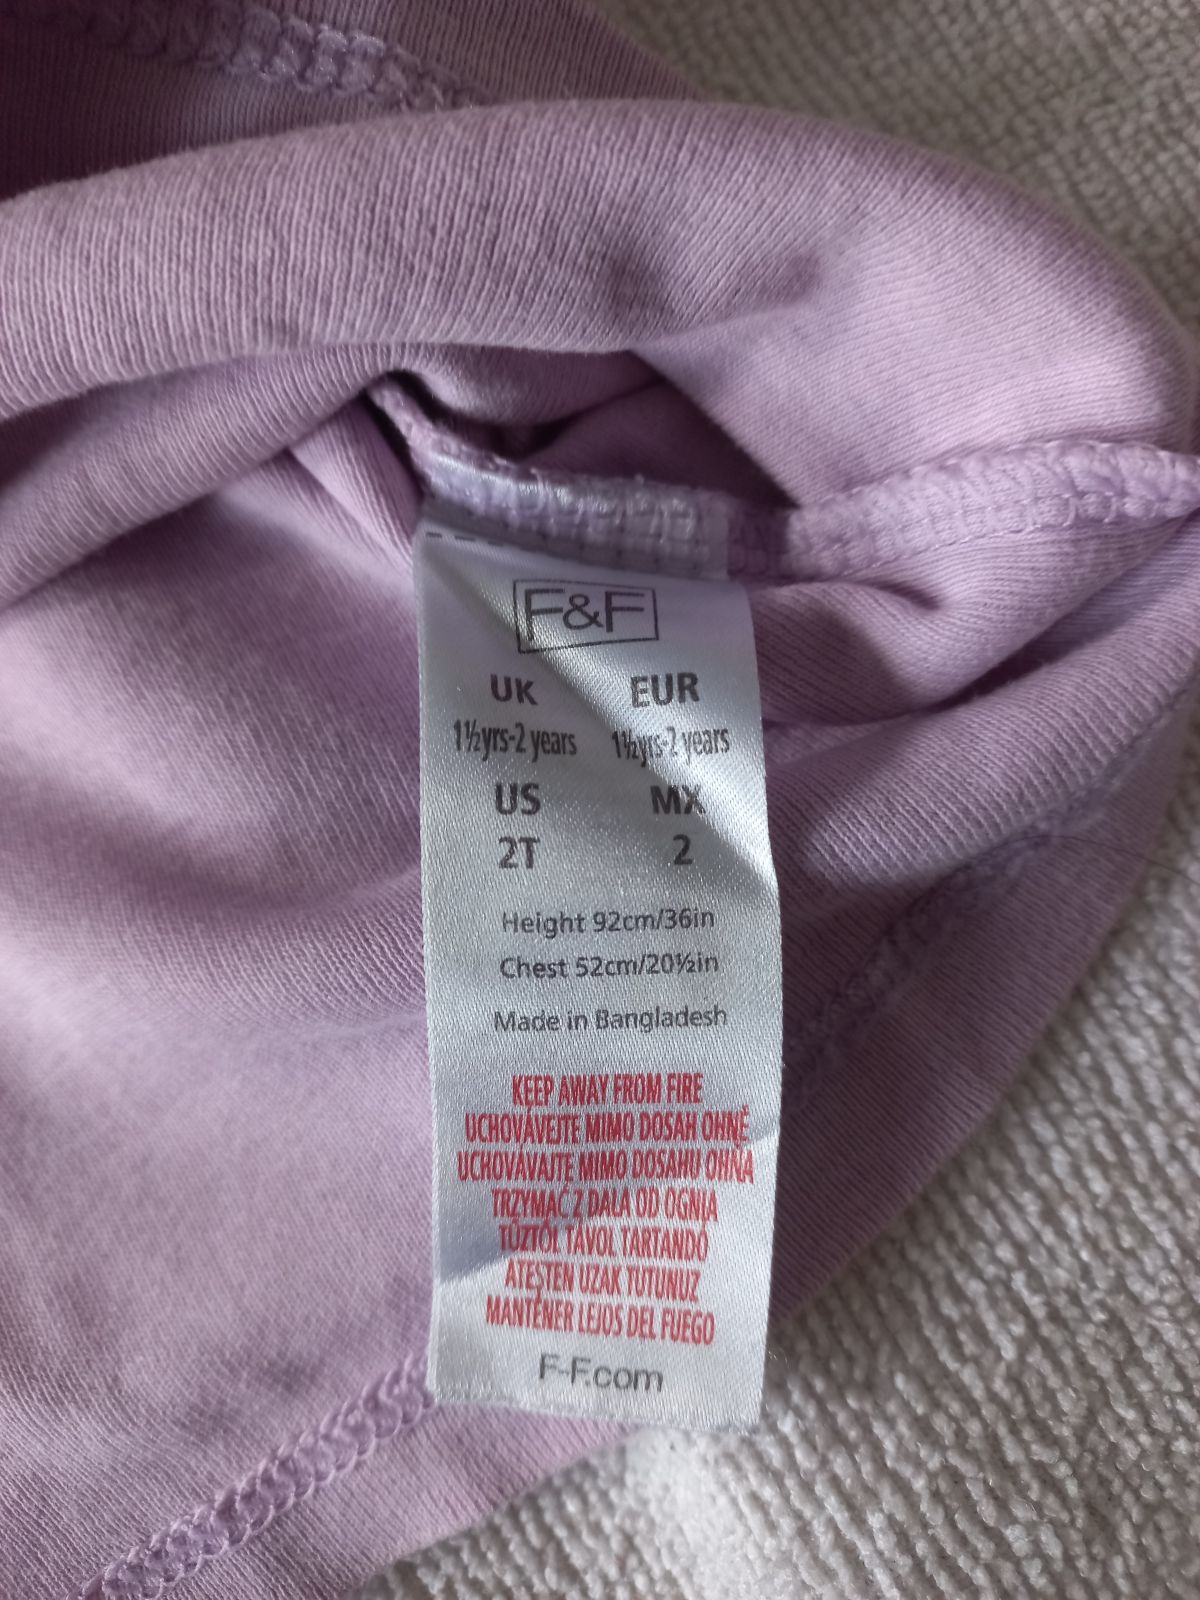 F&F
UK EUR
1½yrs-2 years 1½yrs-2 years
US MX
2T 2
Height 92cm/36in
Chest 52cm/20½in
Made in Bangladesh
KEEP AWAY FROM FIRE
UCHOVÁVEJTE MIMO DOSAH OHNĚ
UCHOVÁVAJTE MIMO DOSAHU OHŇA
TRZYMAĆ Z DALA OD OGNIA
TŰZTŐL TÁVOL TARTANDÓ
ATEŞTEN UZAK TUTUNUZ
MANTÉNER LEJOS DEL FUEGO
F-F.com